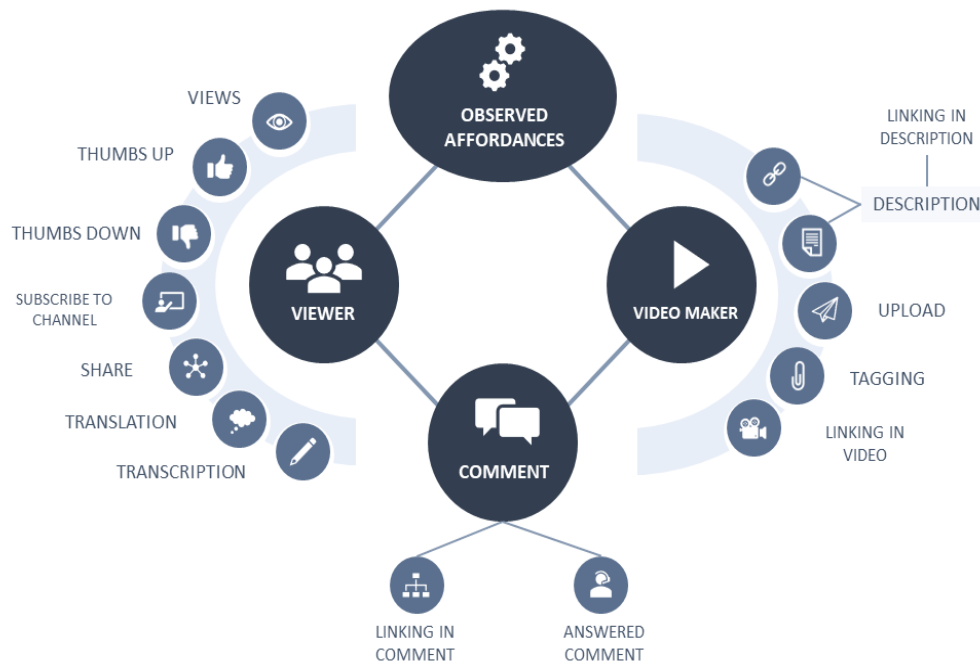 OBSERVED
AFFORDANCES
VIEWS
THUMBS UP
THUMBS DOWN
SUBSCRIBE TO
CHANNEL
SHARE
TRANSLATION
TRANSCRIPTION
VIEWER
VIDEO MAKER
LINKING IN
DESCRIPTION
DESCRIPTION
UPLOAD
TAGGING
LINKING IN
VIDEO
COMMENT
LINKING IN
COMMENT
ANSWERED
COMMENT